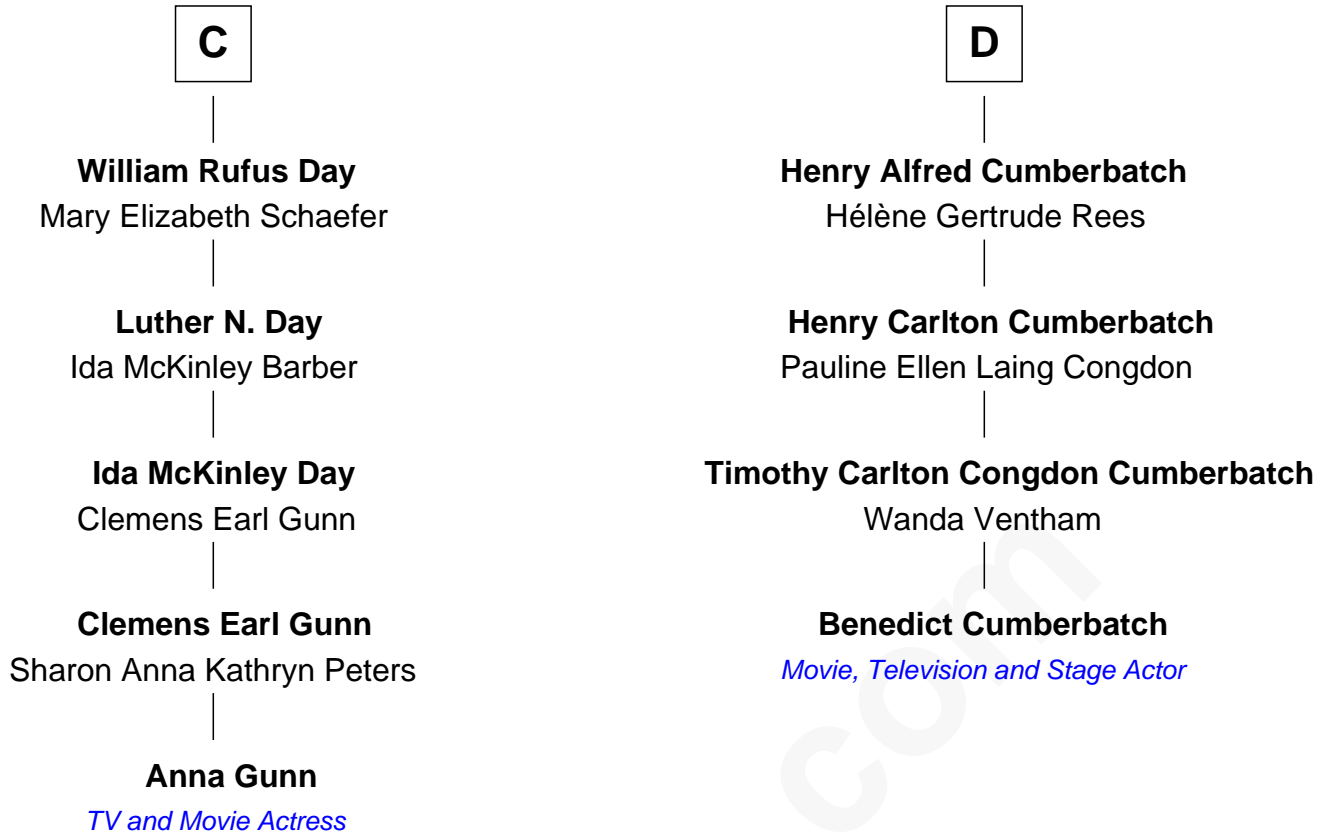 C
William Rufus Day
Mary Elizabeth Schaefer
Luther N. Day
Ida McKinley Barber
Ida McKinley Day
Clemens Earl Gunn
Clemens Earl Gunn
Sharon Anna Kathryn Peters
Anna Gunn
TV and Movie Actress
D
Henry Alfred Cumberbatch
Hélène Gertrude Rees
Henry Carlton Cumberbatch
Pauline Ellen Laing Congdon
Timothy Carlton Congdon Cumberbatch
Wanda Ventham
Benedict Cumberbatch
Movie, Television and Stage Actor
com